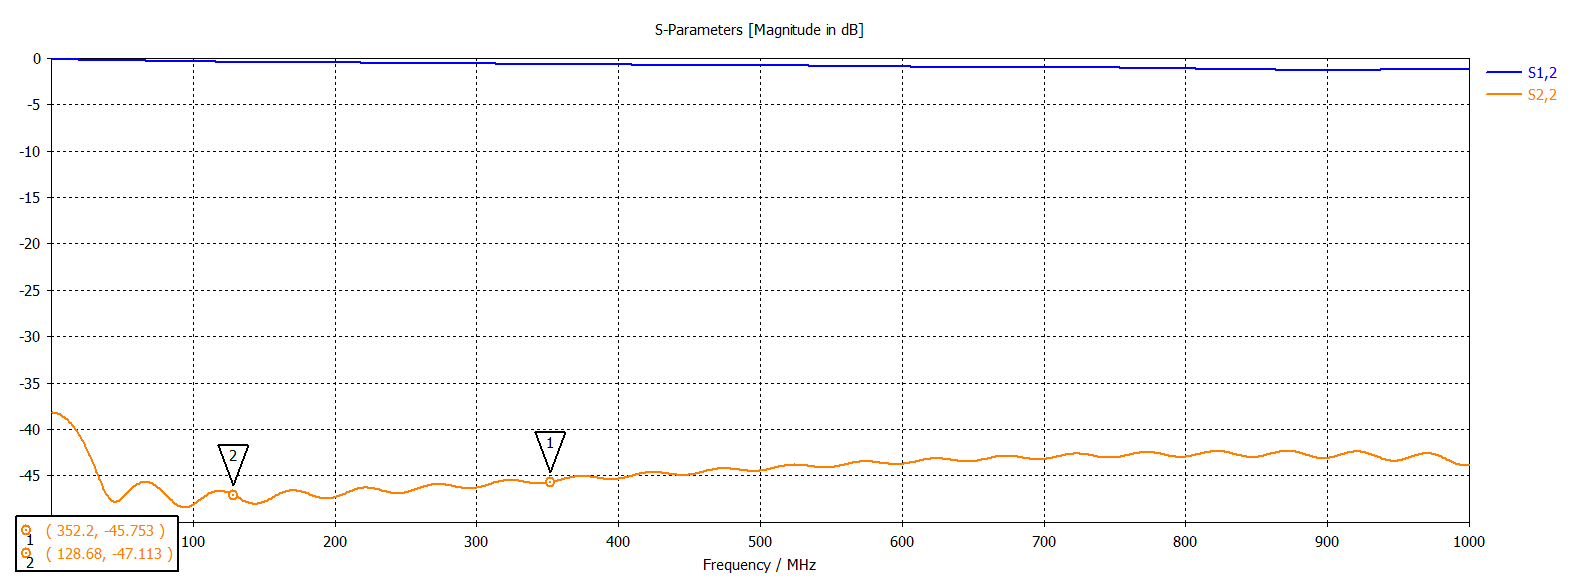 S-Parameters [Magnitude in dB]
0
-5
-10
-15
-20
-25
-30
-35
-40
-45
S1,2
S2,2
2
1
( 352.2, -45.753 )
1
( 128.68, -47.113 )
2
100 200 300 400 500 600 700 800 900 1000
Frequency / MHz